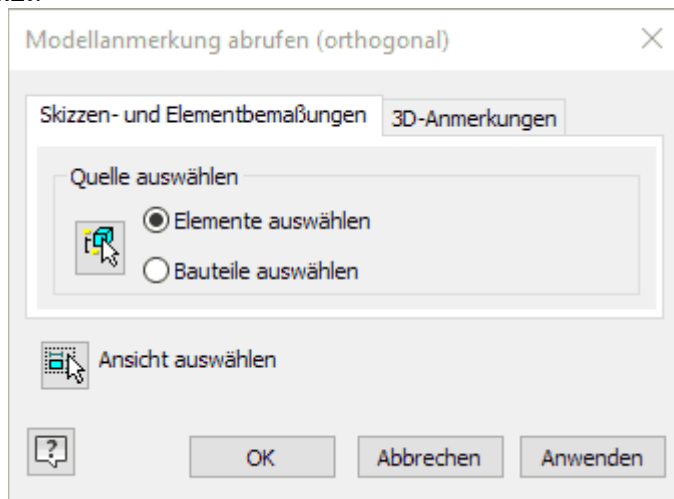 Modellanmerkung abrufen (orthogonal)
Skizzen- und Elementbemaßungen
3D-Anmerkungen
Quelle auswählen
Elemente auswählen
Bauteile auswählen
Ansicht auswählen
?
OK
Abbrechen
Anwenden